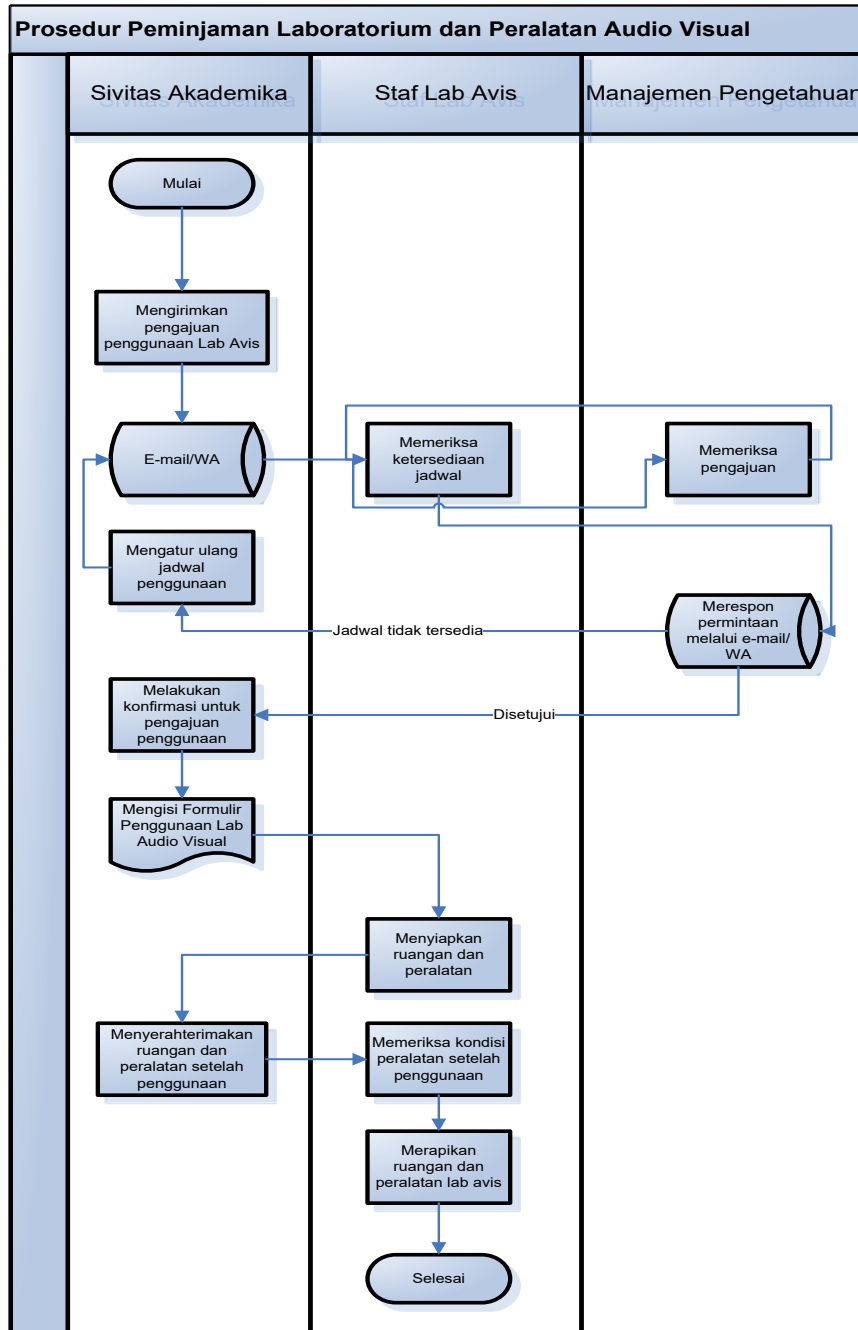 Prosedur Peminjaman Laboratorium dan Peralatan Audio Visual
Sivitas Akademika
Staf Lab Avis
Manajemen Pengetahuan
Mulai
Mengirimkan
pengajuan
penggunaan Lab Avis
E-mail/WA
Memeriksa
ketersediaan
jadwal
Memeriksa
pengajuan
Mengatur ulang
jadwal
penggunaan
Jadwal tidak tersedia
Merespon
permintaan
melalui e-mail/
WA
Melakukan
konfirmasi untuk
pengajuan
penggunaan
Disetujui
Mengisi Formulir
Penggunaan Lab
Audio Visual
Menyiapkan
ruangan dan
peralatan
Menyerahterimakan
ruangan dan
peralatan setelah
penggunaan
Memeriksa kondisi
peralatan setelah
penggunaan
Merapikan
ruangan dan
peralatan lab avis
Selesai